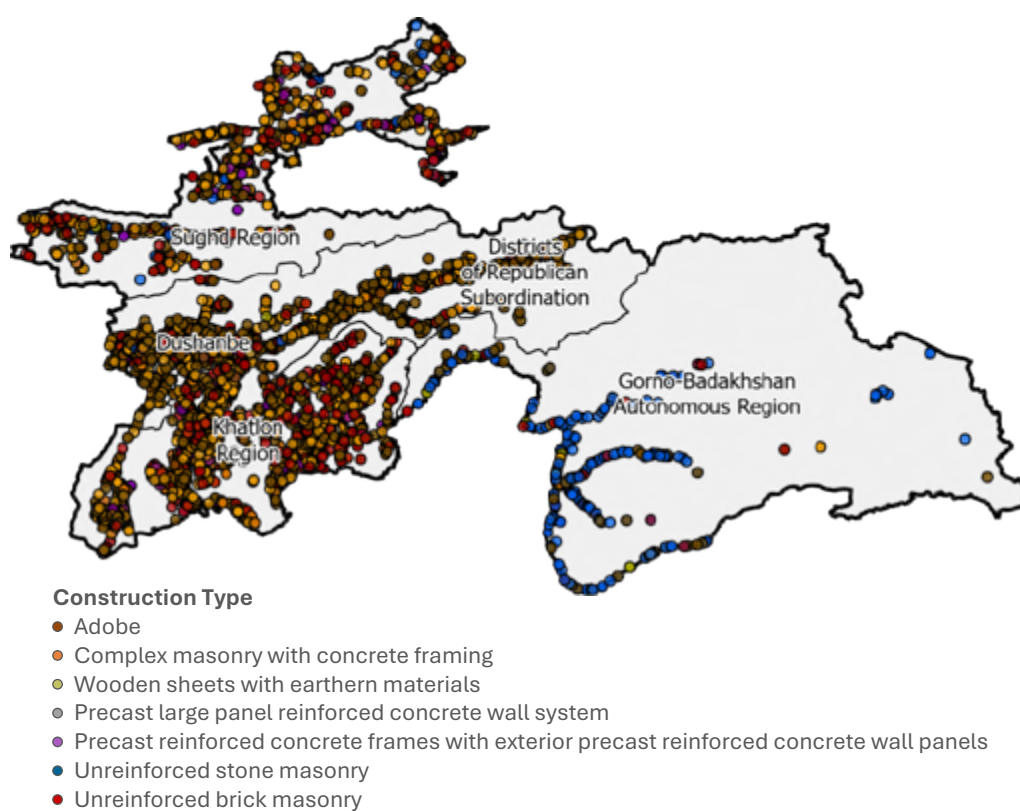 Sughd Region
Districts
of Republican
Subordination
Dushanbe
Gorno-Badakhshan
Autonomous Region
Khatlon
Region
Construction Type
Adobe
Complex masonry with concrete framing
Wooden sheets with earthern materials
Precast large panel reinforced concrete wall system
Precast reinforced concrete frames with exterior precast reinforced concrete wall panels
Unreinforced stone masonry
Unreinforced brick masonry